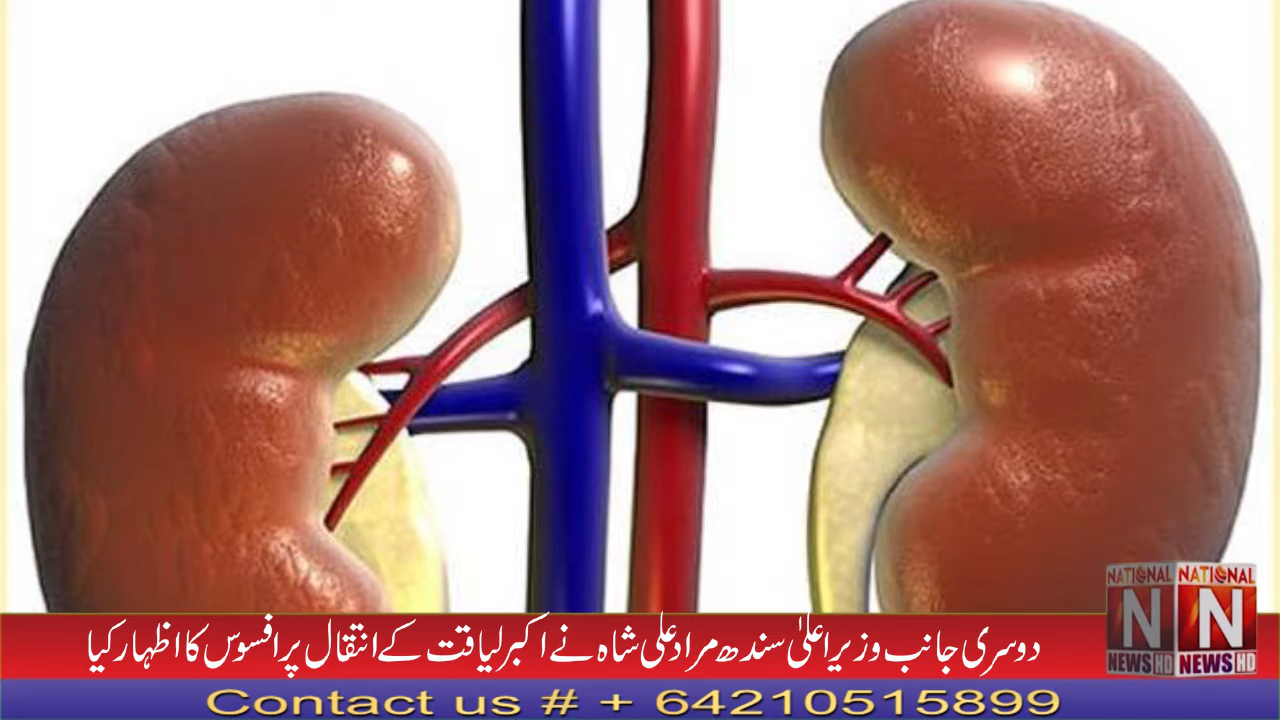 NATIONAL NATIONAL
N N
NEWS HD NEWS HD
دوسری جانب وزیراعلیٰ سندھ مراد علی شاہ نے اکبر لیاقت کے انتقال پر افسوس کا اظہار کیا
Contact us # + 64210515899